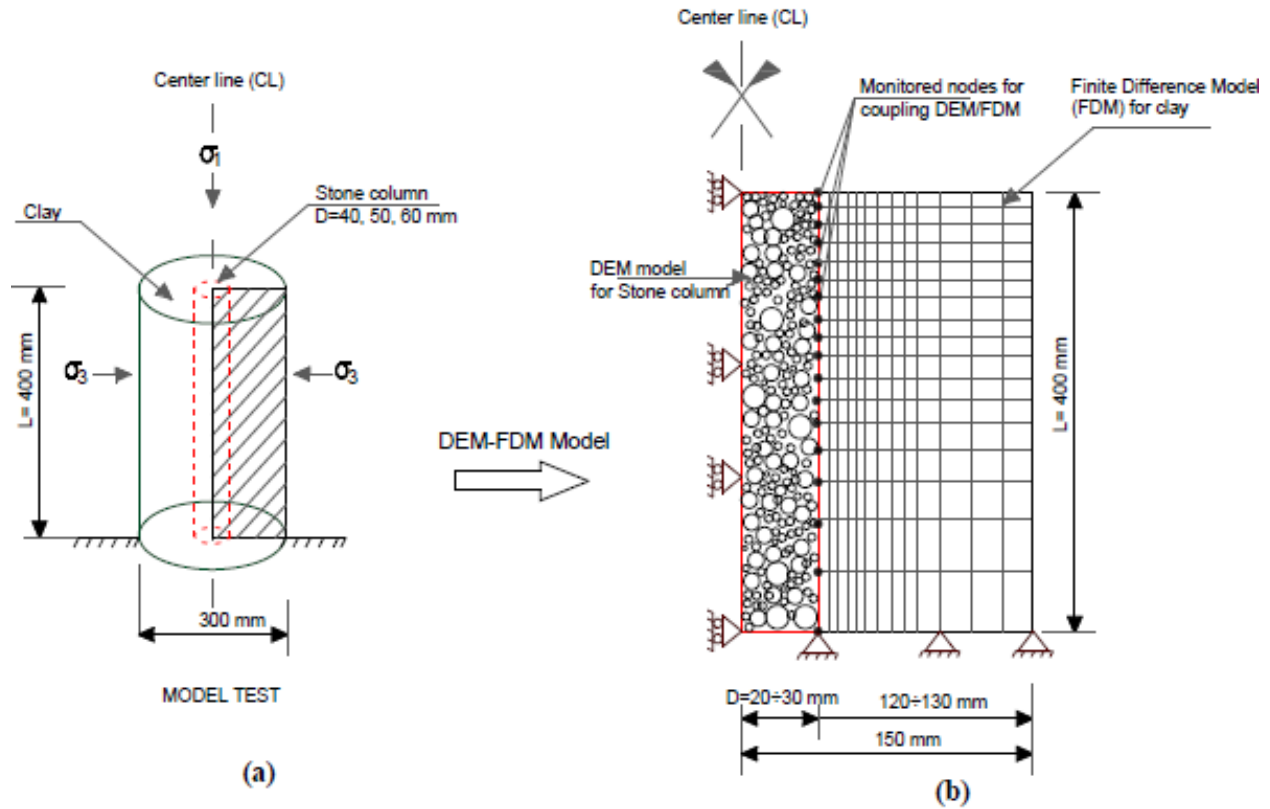 Center line (CL)
σ1
Clay
Stone column
D=40, 50, 60 mm
σ3
σ3
L= 400 mm
300 mm
MODEL TEST
(a)
DEM-FDM Model
Center line (CL)
Monitored nodes for
coupling DEM/FDM
Finite Difference Model
(FDM) for clay
DEM model
for Stone column
L= 400 mm
D=20÷30 mm
120÷130 mm
150 mm
(b)